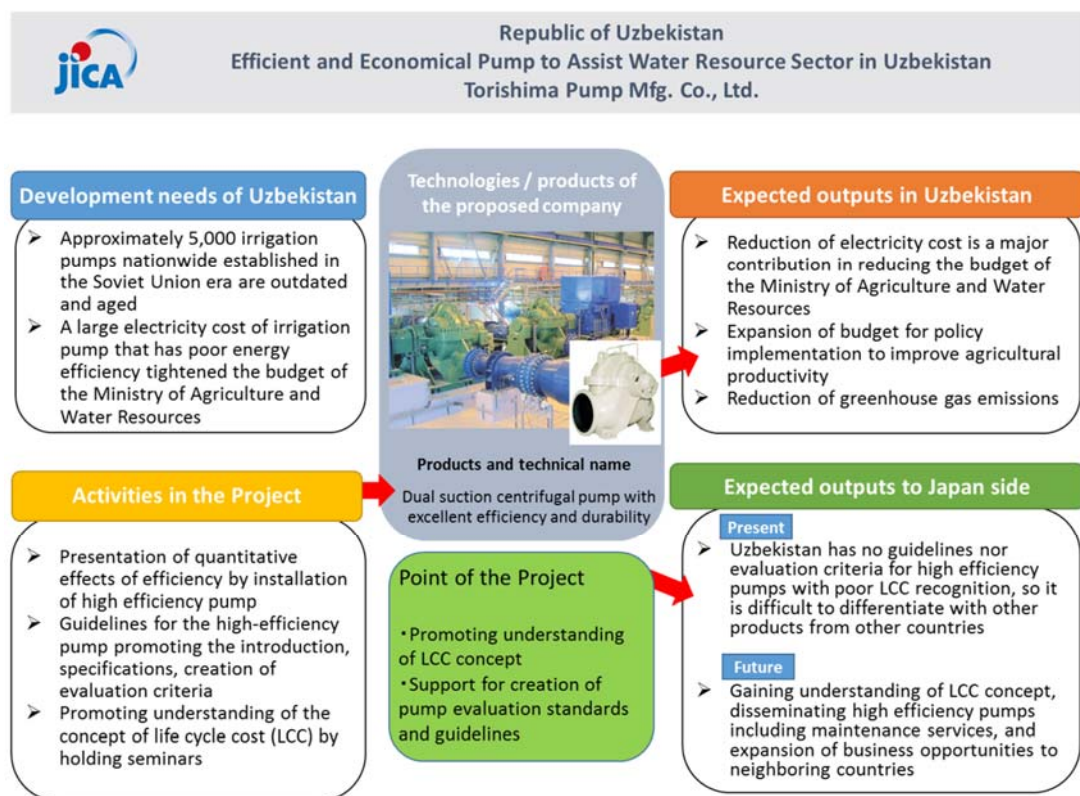 jICA
Republic of Uzbekistan
Efficient and Economical Pump to Assist Water Resource Sector in Uzbekistan
Torishima Pump Mfg. Co., Ltd.
Development needs of Uzbekistan
➢ Approximately 5,000 irrigation
pumps nationwide established in
the Soviet Union era are outdated
and aged
➢ A large electricity cost of irrigation
pump that has poor energy
efficiency tightened the budget of
the Ministry of Agriculture and
Water Resources
Technologies / products of
the proposed company
Products and technical name
Dual suction centrifugal pump with
excellent efficiency and durability
Expected outputs in Uzbekistan
➢ Reduction of electricity cost is a major
contribution in reducing the budget of
the Ministry of Agriculture and Water
Resources
➢ Expansion of budget for policy
implementation to improve agricultural
productivity
➢ Reduction of greenhouse gas emissions
Activities in the Project
➢ Presentation of quantitative
effects of efficiency by installation
of high efficiency pump
➢ Guidelines for the high-efficiency
pump promoting the introduction,
specifications, creation of
evaluation criteria
➢ Promoting understanding of the
concept of life cycle cost (LCC) by
holding seminars
Point of the Project
・Promoting understanding
of LCC concept
・Support for creation of
pump evaluation standards
and guidelines
Expected outputs to Japan side
Present
➢ Uzbekistan has no guidelines nor
evaluation criteria for high efficiency
pumps with poor LCC recognition, so it
is difficult to differentiate with other
products from other countries
Future
➢ Gaining understanding of LCC concept,
disseminating high efficiency pumps
including maintenance services, and
expansion of business opportunities to
neighboring countries